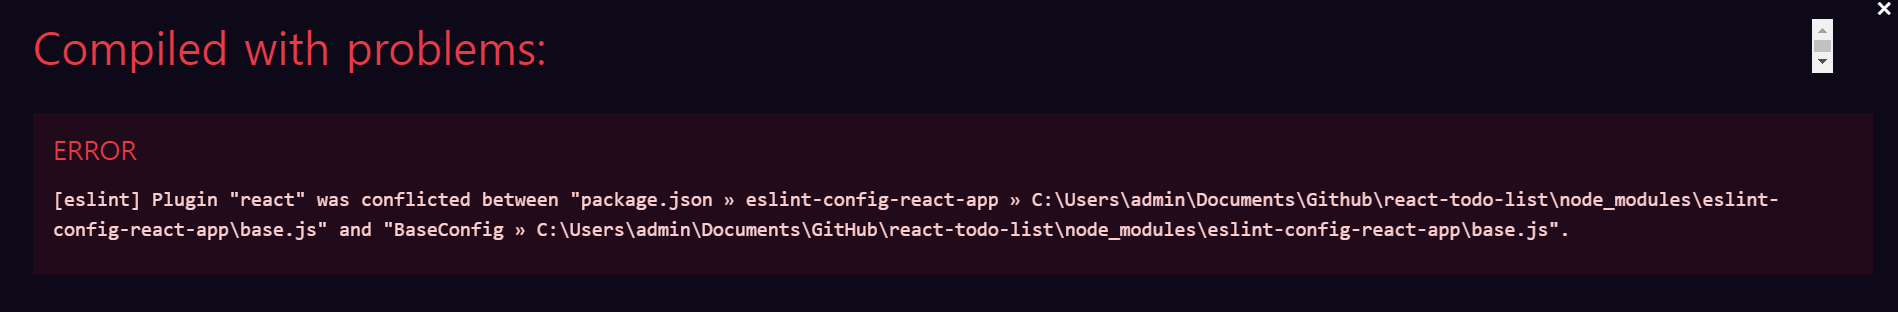 Compiled with problems:
ERROR
[eslint] Plugin "react" was conflicted between "package.json » eslint-config-react-app » C:\Users\admin\Documents\Github\react-todo-list\node_modules\eslint-
config-react-app\base.js" and "BaseConfig » C:\Users\admin\Documents\GitHub\react-todo-list\node_modules\eslint-config-react-app\base.js".